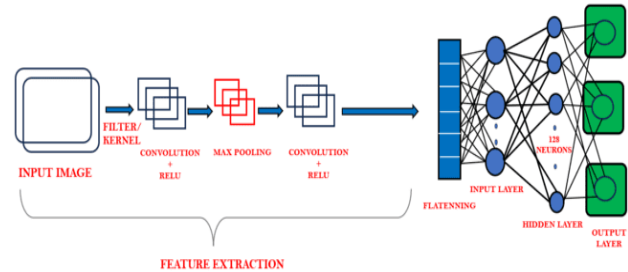 INPUT IMAGE
FILTER/
KERNEL
CONVOLUTION
+
RELU
MAX POOLING
CONVOLUTION
+
RELU
FLATENNING
INPUT LAYER
128
NEURONS
HIDDEN LAYER
OUTPUT
LAYER
FEATURE EXTRACTION